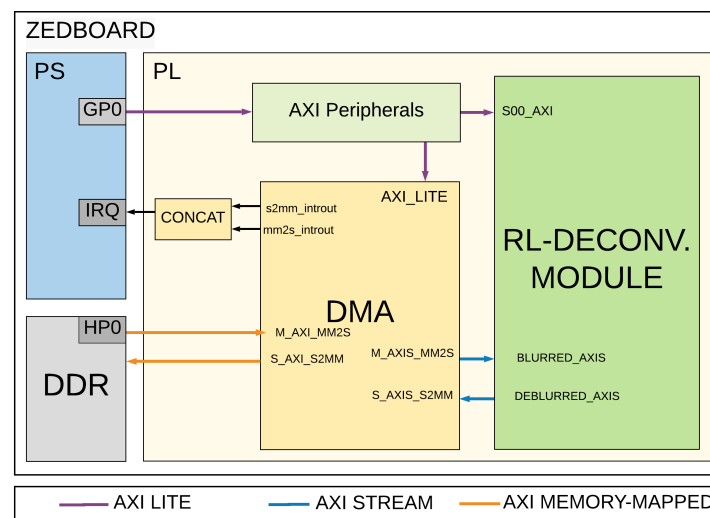 ZEDBOARD
PS
PL
GP0
AXI Peripherals
S00_AXI
AXI_LITE
IRQ
CONCAT
s2mm_introut
mm2s_introut
RL-DECONV.
MODULE
DMA
HP0
M_AXI_MM2S
S_AXI_S2MM
M_AXIS_MM2S
BLURRED_AXIS
DDR
S_AXIS_S2MM
DEBLURRED_AXIS
AXI LITE
AXI STREAM
AXI MEMORY-MAPPED